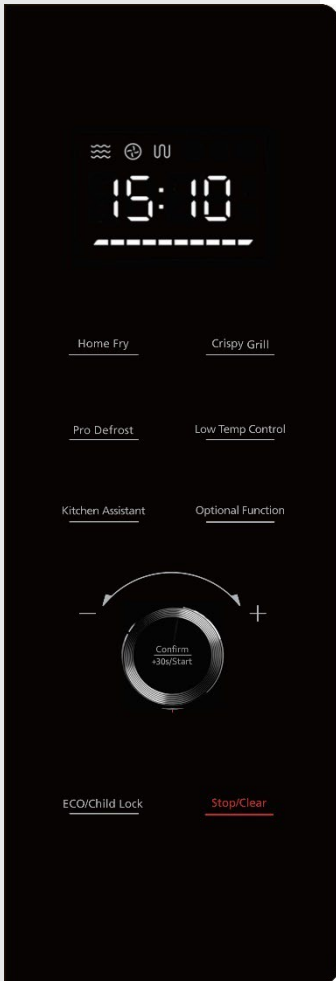 15:10
Home Fry
Crispy Grill
Pro Defrost
Low Temp Control
Kitchen Assistant
Optional Function
− +
Confirm
+30s/Start
ECO/Child Lock
Stop/Clear